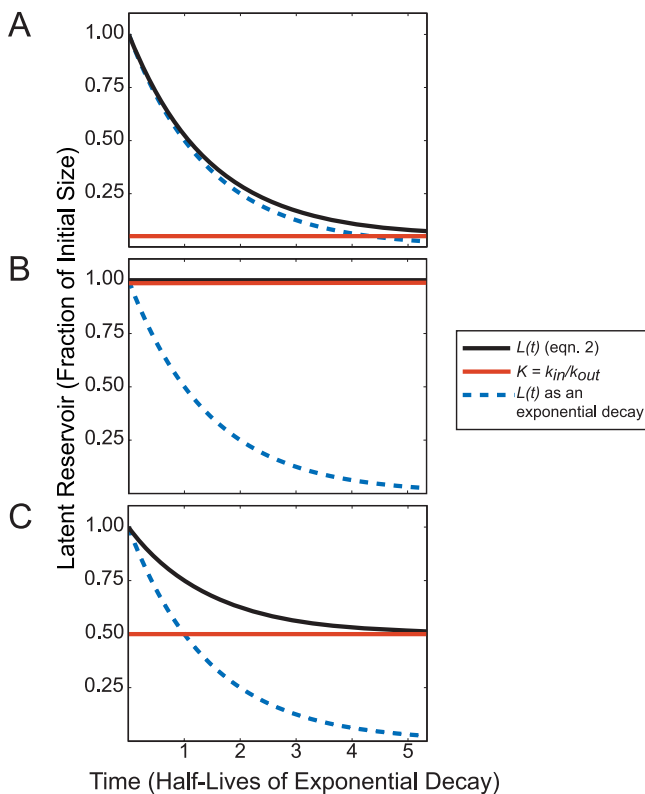 A
1.00
0.75
0.50
0.25
B
1.00
0.75
0.50
0.25
C
1.00
0.75
0.50
0.25
1 2 3 4 5
Latent Reservoir (Fraction of Initial Size)
Time (Half-Lives of Exponential Decay)
L(t) (eqn. 2)
K = kin/kout
L(t) as an
exponential decay